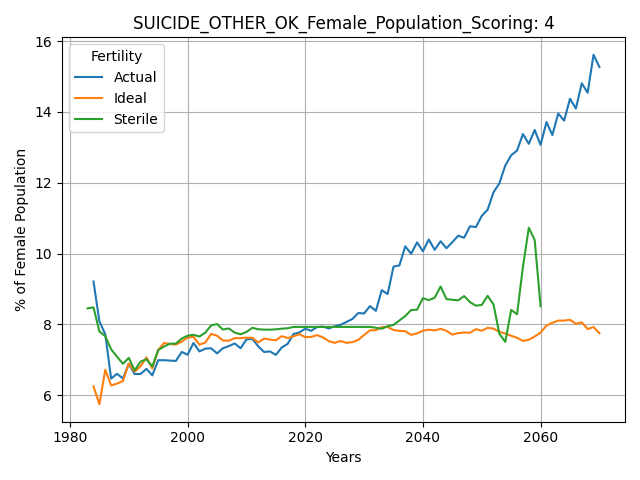 SUICIDE_OTHER_OK_Female_Population_Scoring: 4
16
14
12
10
8
6
% of Female Population
Fertility
Actual
Ideal
Sterile
1980 2000 2020 2040 2060
Years